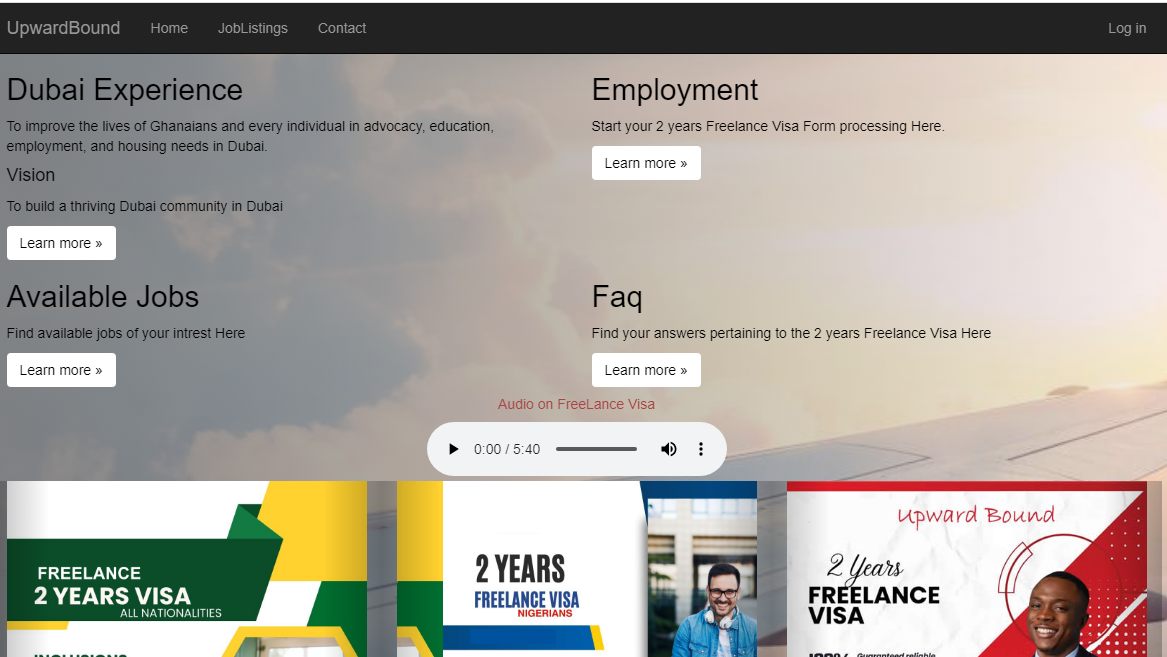 UpwardBound Home JobListings Contact Log in
Dubai Experience
To improve the lives of Ghanaians and every individual in advocacy, education,
employment, and housing needs in Dubai.
Vision
To build a thriving Dubai community in Dubai
Learn more »
Employment
Start your 2 years Freelance Visa Form processing Here.
Learn more »
Available Jobs
Find available jobs of your intrest Here
Learn more »
Faq
Find your answers pertaining to the 2 years Freelance Visa Here
Learn more »
Audio on FreeLance Visa
0:00 / 5:40
FREELANCE
2 YEARS VISA
ALL NATIONALITIES
2 YEARS
FREELANCE VISA
NIGERIANS
Upward Bound
2 Years
FREELANCE
VISA
Guaranteed reliable